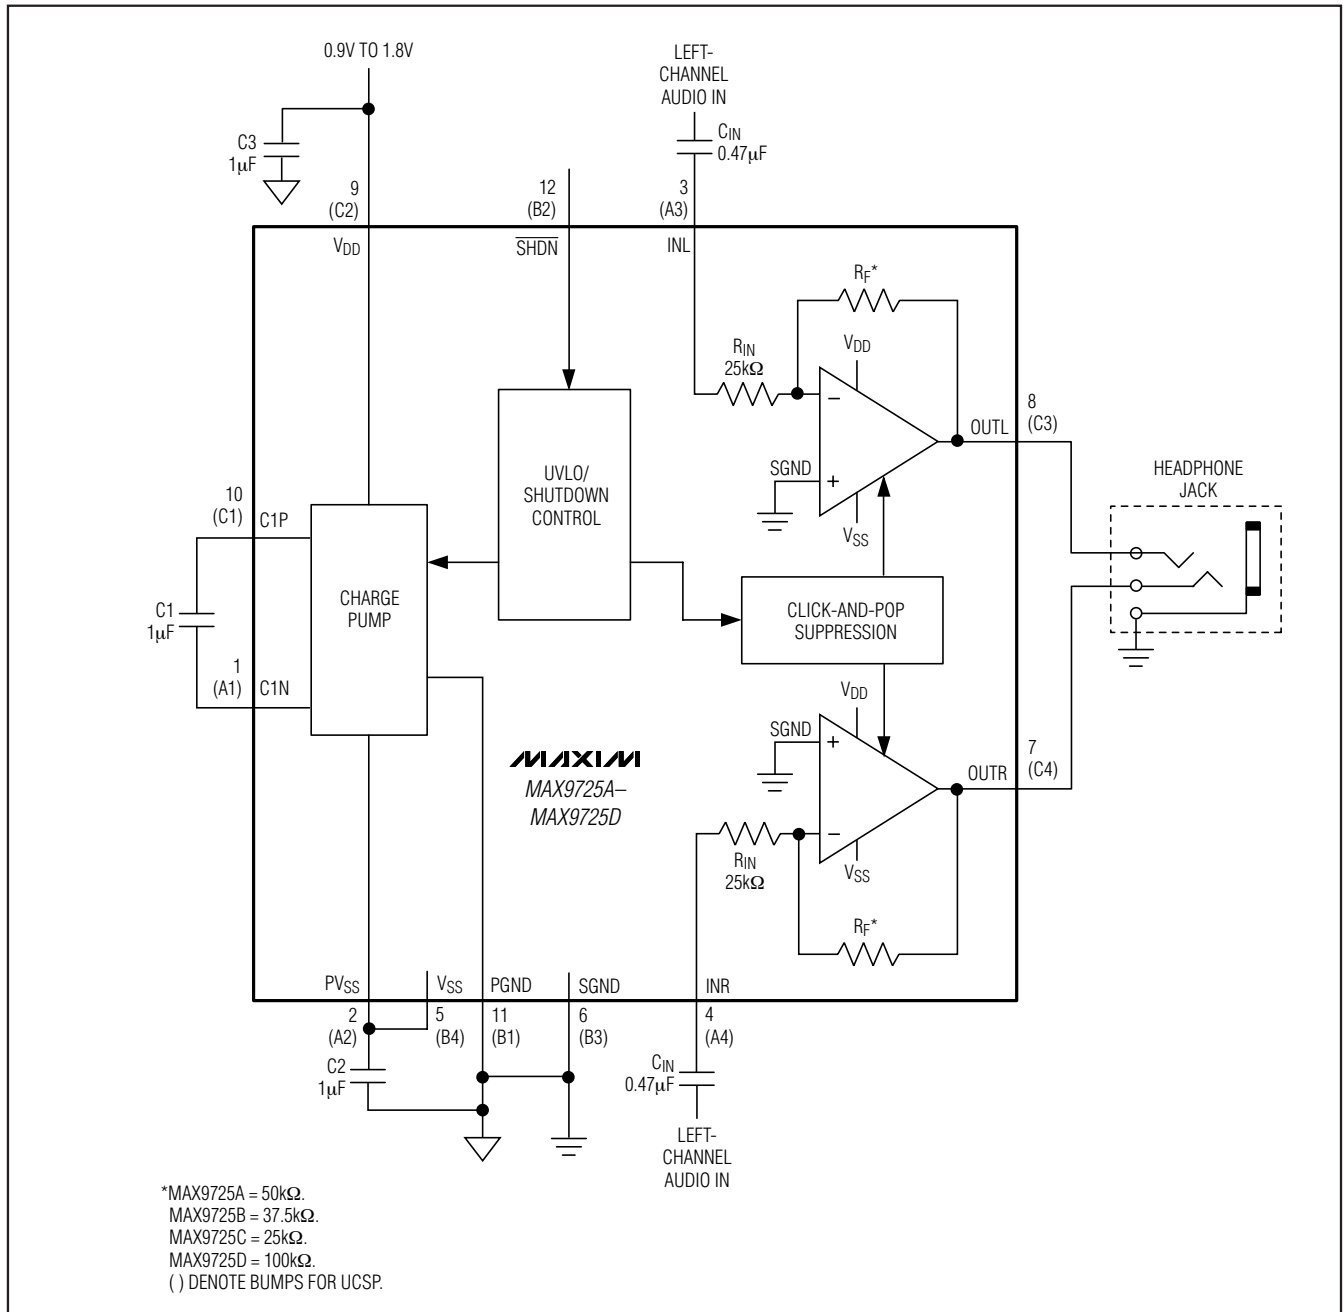 0.9V TO 1.8V
LEFT-
CHANNEL
AUDIO IN
C3
1µF
CIN
0.47µF
9
(C2)
12
(B2)
3
(A3)
VDD
SHDN
INL
RF*
RIN
25kΩ
VDD
−
SGND
+
VSS
OUTL
8
(C3)
HEADPHONE
JACK
UVLO/
SHUTDOWN
CONTROL
10
(C1)
C1P
CHARGE
PUMP
C1
1µF
1
(A1)
C1N
CLICK-AND-POP
SUPPRESSION
VDD
SGND
+
−
VSS
OUTR
7
(C4)
MAXIM
MAX9725A–
MAX9725D
RIN
25kΩ
RF*
PVSS
VSS
PGND
SGND
INR
2
(A2)
5
(B4)
11
(B1)
6
(B3)
4
(A4)
C2
1µF
CIN
0.47µF
LEFT-
CHANNEL
AUDIO IN
*MAX9725A = 50kΩ.
MAX9725B = 37.5kΩ.
MAX9725C = 25kΩ.
MAX9725D = 100kΩ.
( ) DENOTE BUMPS FOR UCSP.